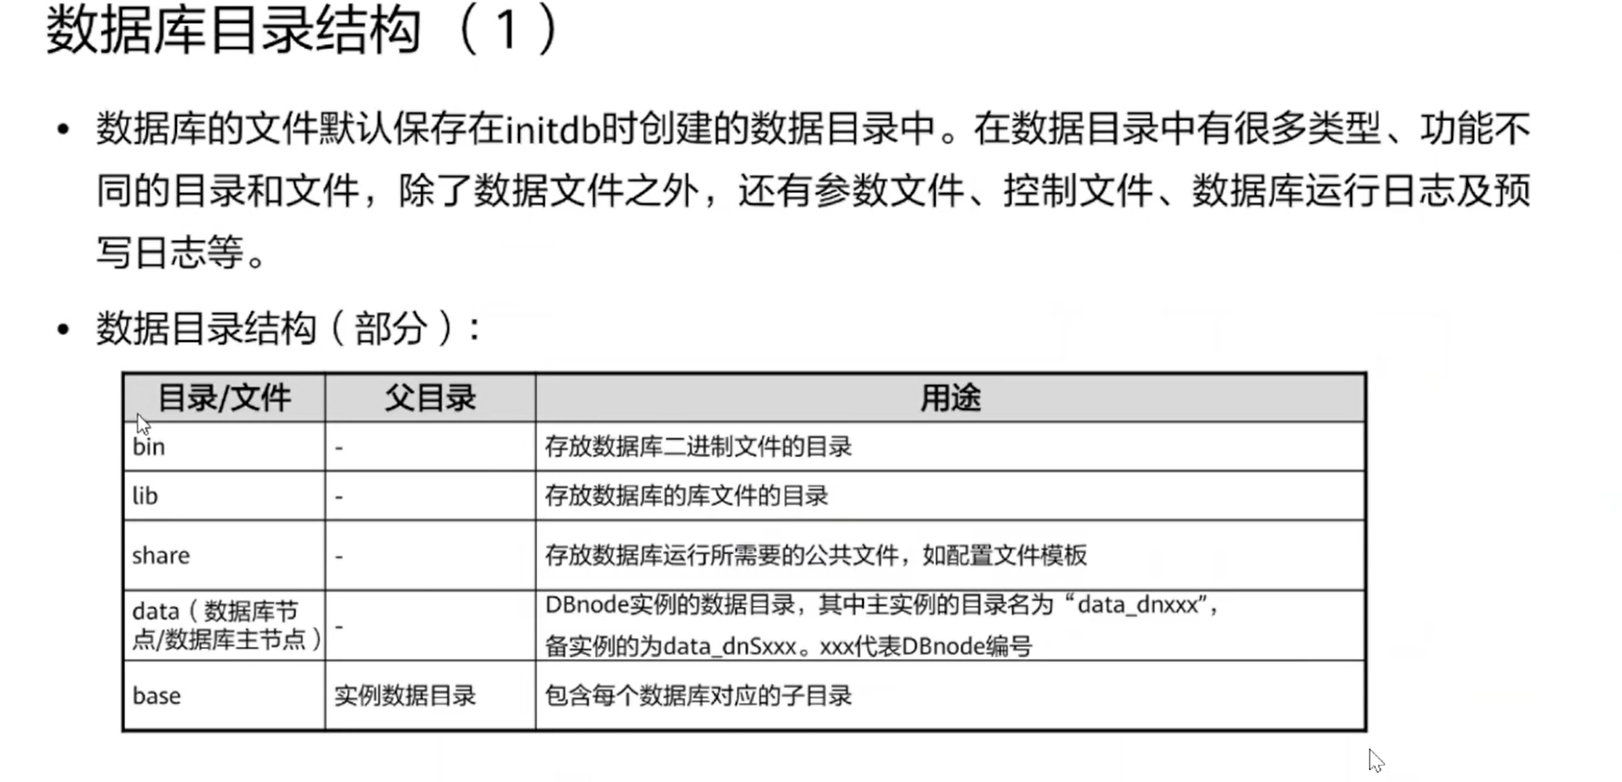 数据库目录结构（1）
• 数据库的文件默认保存在initdb时创建的数据目录中。在数据目录中有很多类型、功能不
同的目录和文件，除了数据文件之外，还有参数文件、控制文件、数据库运行日志及预
写日志等。
• 数据目录结构（部分）：
目录/文件 父目录 用途
bin - 存放数据库二进制文件的目录
lib - 存放数据库的库文件的目录
share - 存放数据库运行所需要的公共文件，如配置文件模板
data（数据库节
点/数据库主节点） -
DBnode实例的数据目录，其中主实例的目录名为“data_dnxxx”，
备实例的为data_dnSxxx。xxx代表DBnode编号
base 实例数据目录 包含每个数据库对应的子目录